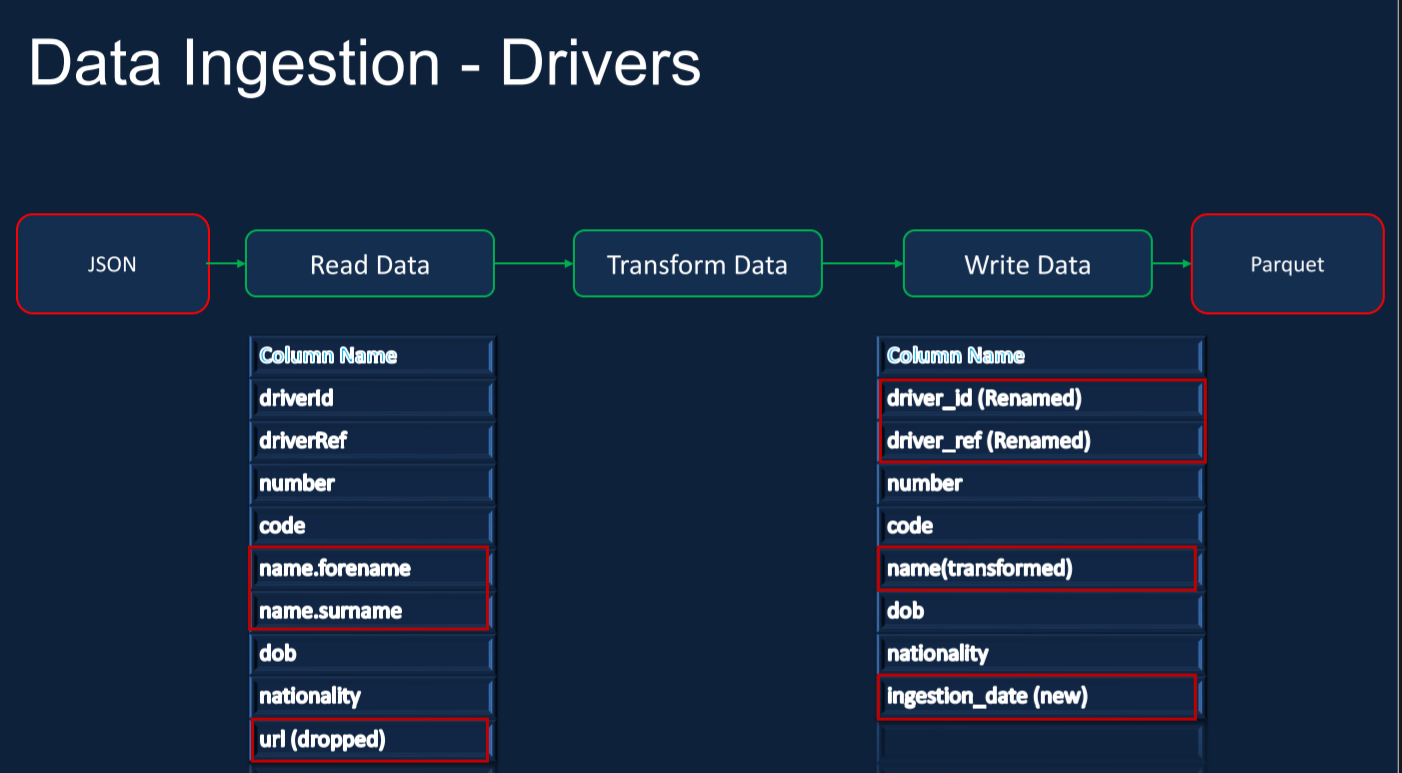 Data Ingestion - Drivers
JSON
Read Data
Transform Data
Write Data
Parquet
Column Name
driverId
driverRef
number
code
name.forename
name.surname
dob
nationality
url (dropped)
Column Name
driver_id (Renamed)
driver_ref (Renamed)
number
code
name(transformed)
dob
nationality
ingestion_date (new)